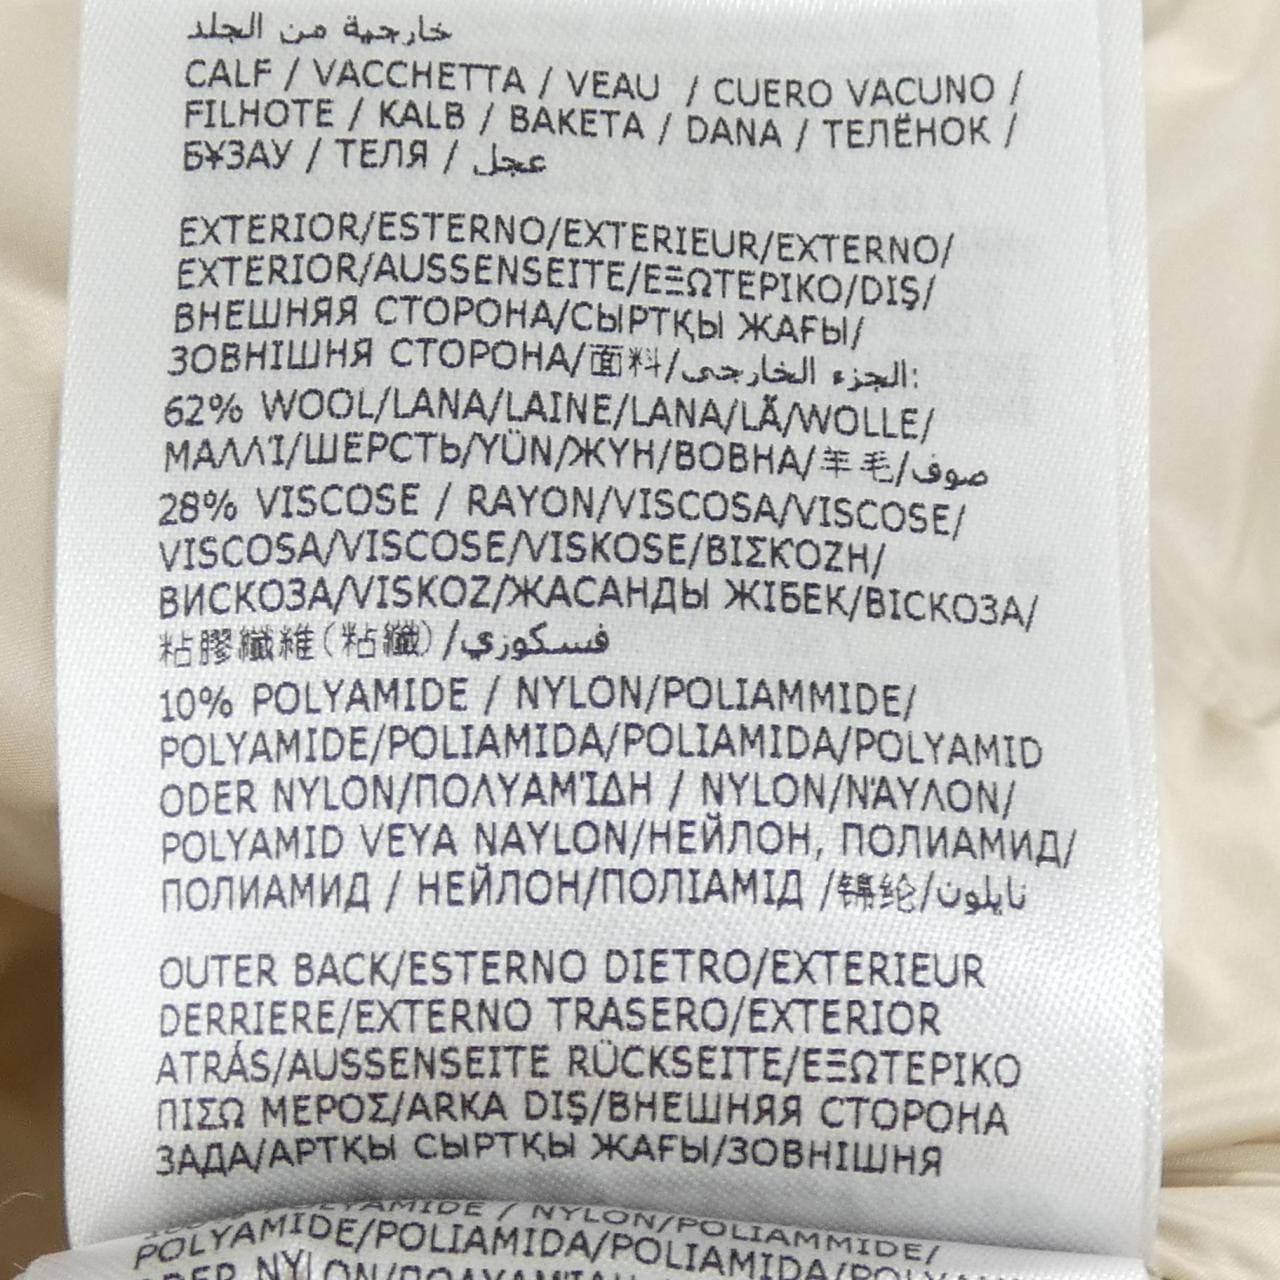 خارجية من الجلد
CALF / VACCHETTA / VEAU / CUERO VACUNO /
FILHOTE / KALB / BAKETA / DANA / ТЕЛЁНОК /
БҰЗАУ / ТЕЛЯ / عجل
EXTERIOR/ESTERNO/EXTERIEUR/EXTERNO/
EXTERIOR/AUSSENSEITE/ΕΞΩΤΕΡΙΚΟ/DIŞ/
ВНЕШНЯЯ СТОРОНА/СЫРТҚЫ ЖАҒЫ/
ЗОВНІШНЯ СТОРОНА/面料/الجزء الخارجي:
62% WOOL/LANA/LAINE/LANA/LÃ/WOLLE/
ΜΑΛΛΊ/ШЕРСТЬ/YÜN/ЖҮН/ВОВНА/羊毛/صوف
28% VISCOSE / RAYON/VISCOSA/VISCOSE/
VISCOSA/VISCOSE/VISKOSE/ΒΙΣΚΌΖΗ/
ВИСКОЗА/VISKOZ/ЖАСАНДЫ ЖІБЕК/ВІСКОЗА/
粘膠纖維(粘纖)/فسكوزي
10% POLYAMIDE / NYLON/POLIAMMIDE/
POLYAMIDE/POLIAMIDA/POLIAMIDA/POLYAMID
ODER NYLON/ΠΟΛΥΑΜΊΔΗ / NYLON/ΝΆΥΛΟΝ/
POLYAMID VEYA NAYLON/НЕЙЛОН, ПОЛИАМИД/
ПОЛИАМИД / НЕЙЛОН/ПОЛІАМІД /锦纶/نايلون
OUTER BACK/ESTERNO DIETRO/EXTERIEUR
DERRIERE/EXTERNO TRASERO/EXTERIOR
ATRÁS/AUSSENSEITE RÜCKSEITE/ΕΞΩΤΕΡΙΚΟ
ΠΙΣΩ ΜΕΡΟΣ/ARKA DIŞ/ВНЕШНЯЯ СТОРОНА
ЗАДА/АРТҚЫ СЫРТҚЫ ЖАҒЫ/ЗОВНІШНЯ
POLYAMIDE / NYLON/POLIAMMIDE/
POLYAMIDE/POLIAMIDA/POLIAMIDA/
ODER NYLON/ΠΟΛΥΑΜΊΔΗ